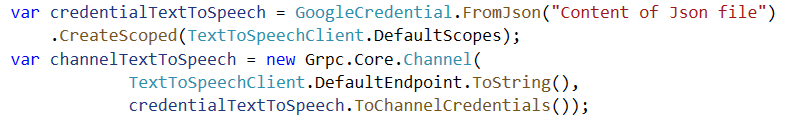 var credentialTextToSpeech = GoogleCredential.FromJson("Content of Json file")
    .CreateScoped(TextToSpeechClient.DefaultScopes);
var channelTextToSpeech = new Grpc.Core.Channel(
            TextToSpeechClient.DefaultEndpoint.ToString(),
            credentialTextToSpeech.ToChannelCredentials());